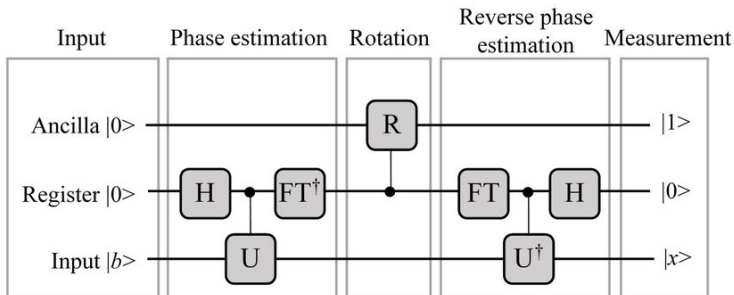 Input
Phase estimation
Rotation
Reverse phase
estimation
Measurement
Ancilla |0>
R
|1>
Register |0>
H
FT†
FT
H
|0>
Input |b>
U
U†
|x>